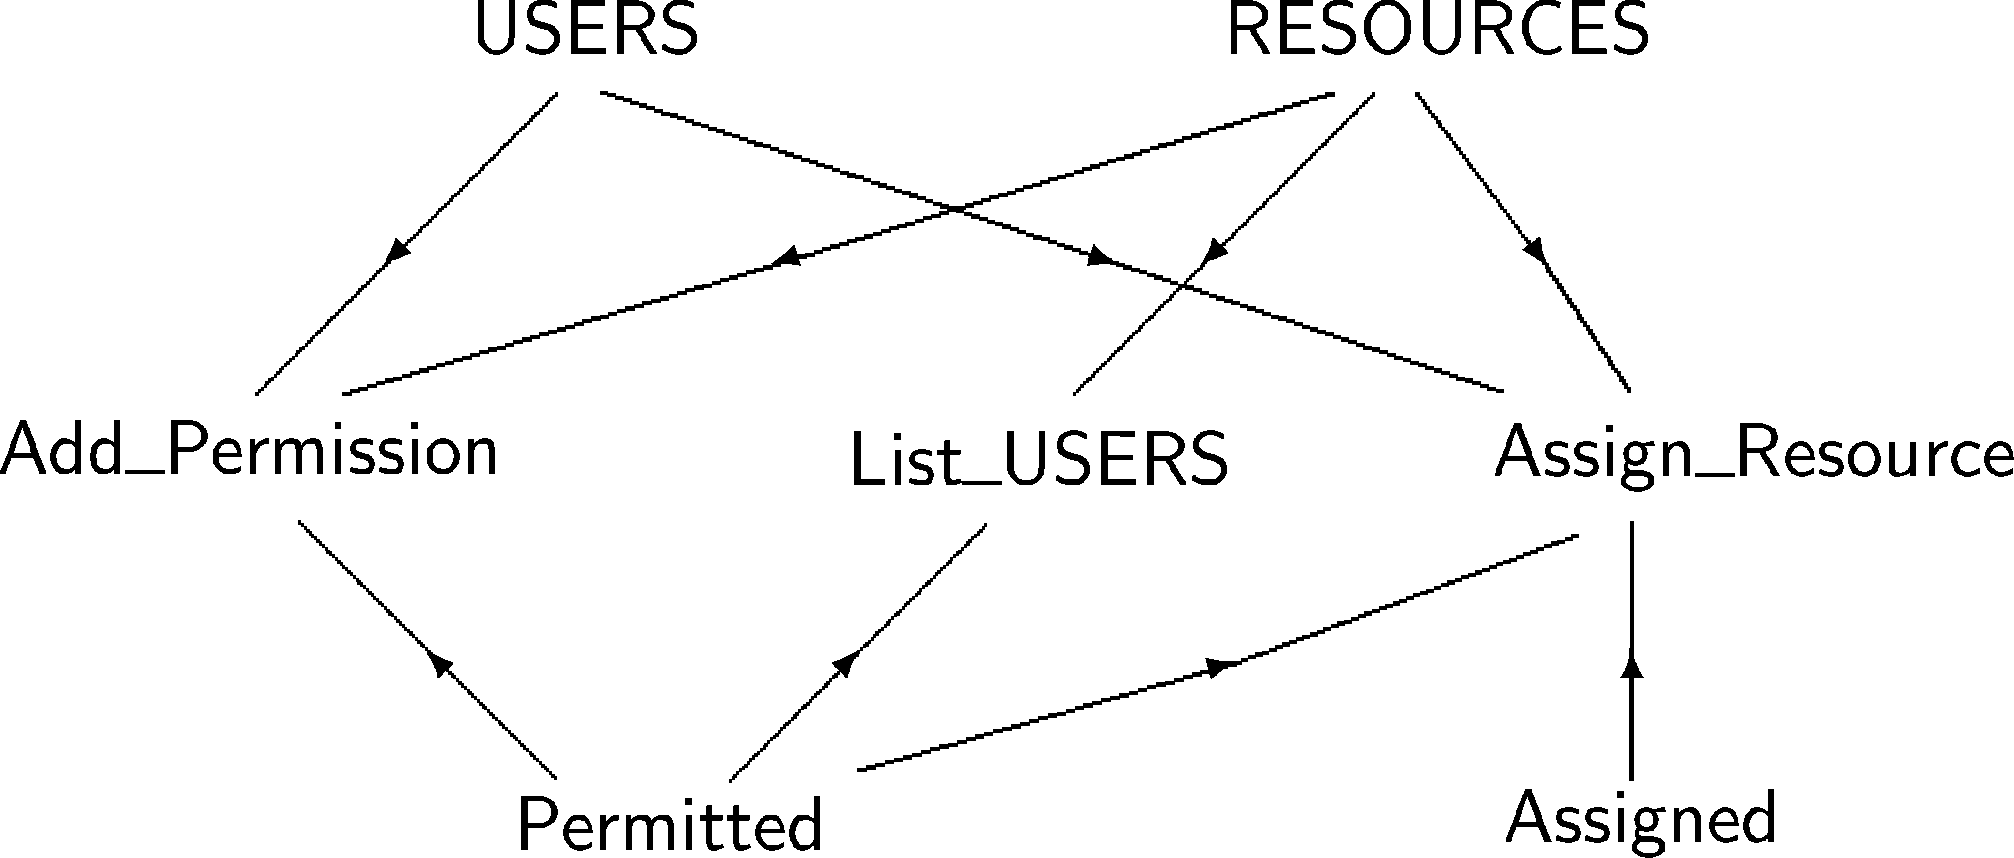 USERS RESOURCES
Add_Permission List_USERS Assign_Resource
Permitted Assigned